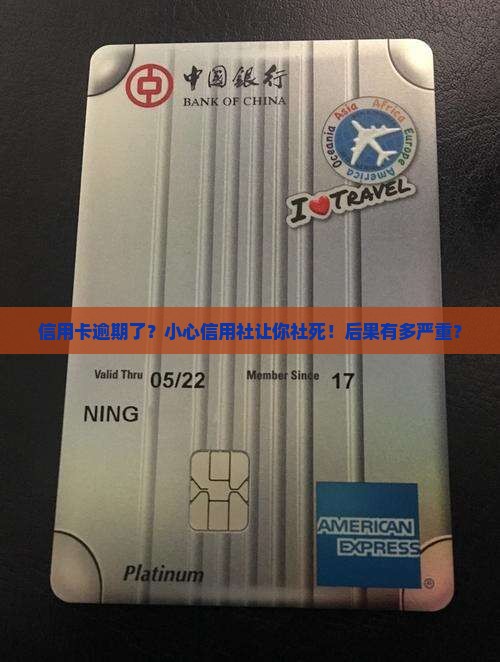 中国銀行
BANK OF CHINA
Oceania Asia Africa Europe America
I ❤ TRAVEL
信用卡逾期了？小心信用社让你社死！后果有多严重？
Valid Thru 05/22 Member Since 17
NING
AMERICAN
EXPRESS
®
Platinum